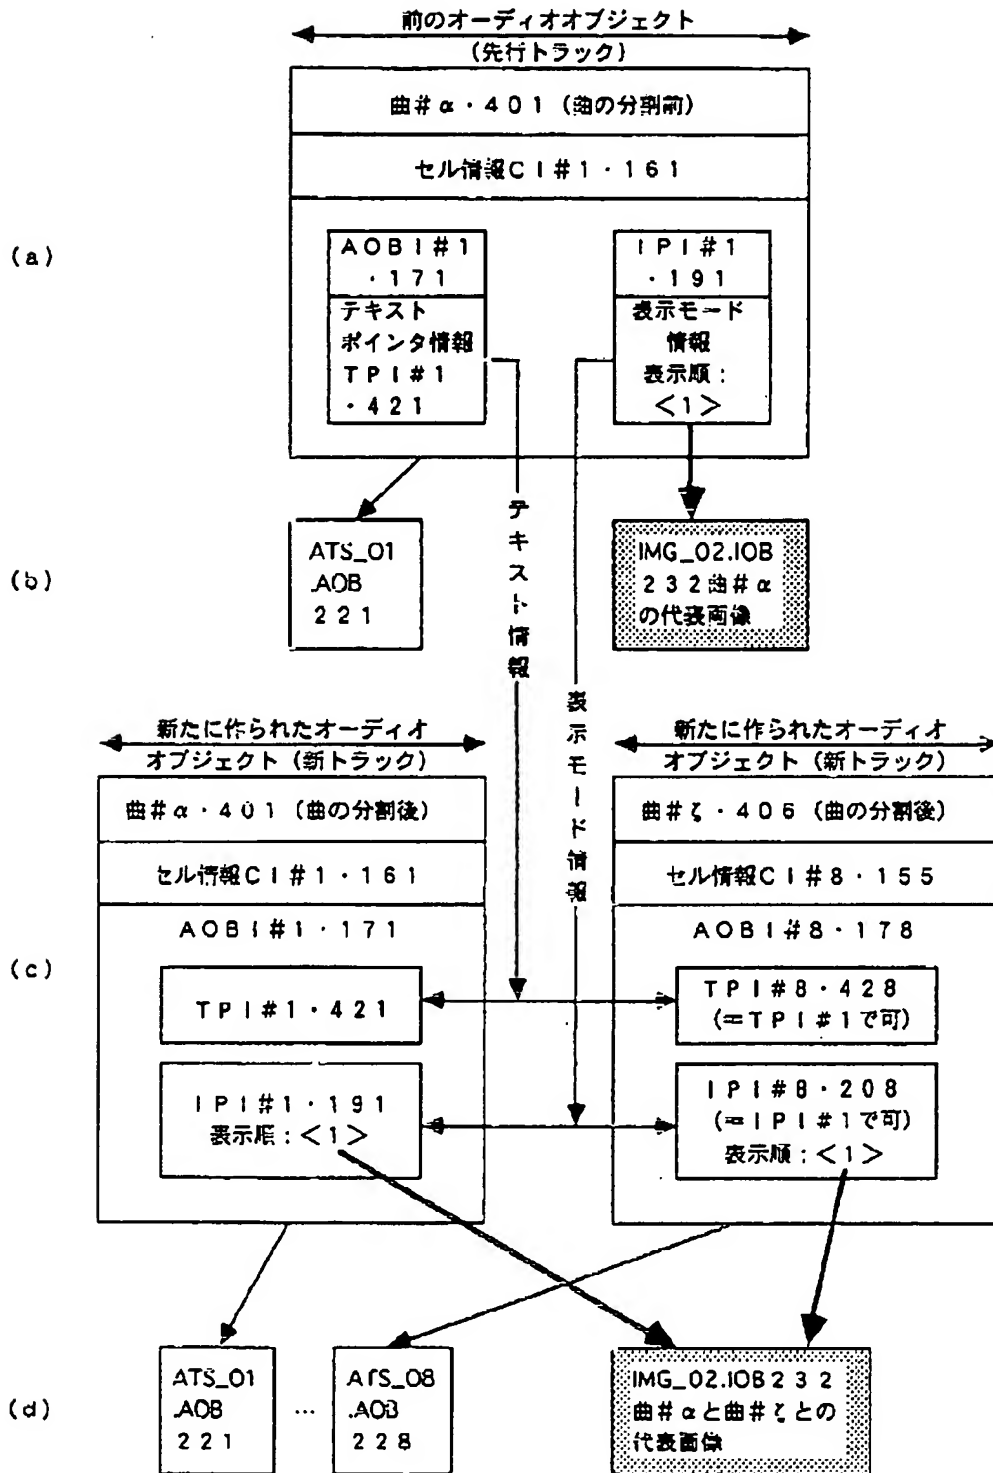 前のオーディオオブジェクト
(先行トラック)
曲#α・401(曲の分割前)
セル情報CI#1・161
(a)
AOBI#1
・171
テキスト
ポインタ情報
TPI#1
・421
IPI#1
・191
表示モード
情報
表示順:
<1>
テキスト情報
表示モード情報
(b)
ATS_01
.AOB
221
IMG_02.IOB
232曲#α
の代表画像
新たに作られたオーディオ
オブジェクト(新トラック)
曲#α・401(曲の分割後)
セル情報CI#1・161
AOBI#1・171
TPI#1・421
IPI#1・191
表示順:<1>
新たに作られたオーディオ
オブジェクト(新トラック)
曲#ζ・406(曲の分割後)
セル情報CI#8・155
AOBI#8・178
TPI#8・428
(=TPI#1で可)
IPI#8・208
(=IPI#1で可)
表示順:<1>
(c)
(d)
ATS_01
.AOB
221
…
ATS_08
.AOB
228
IMG_02.IOB232
曲#αと曲#ζとの
代表画像